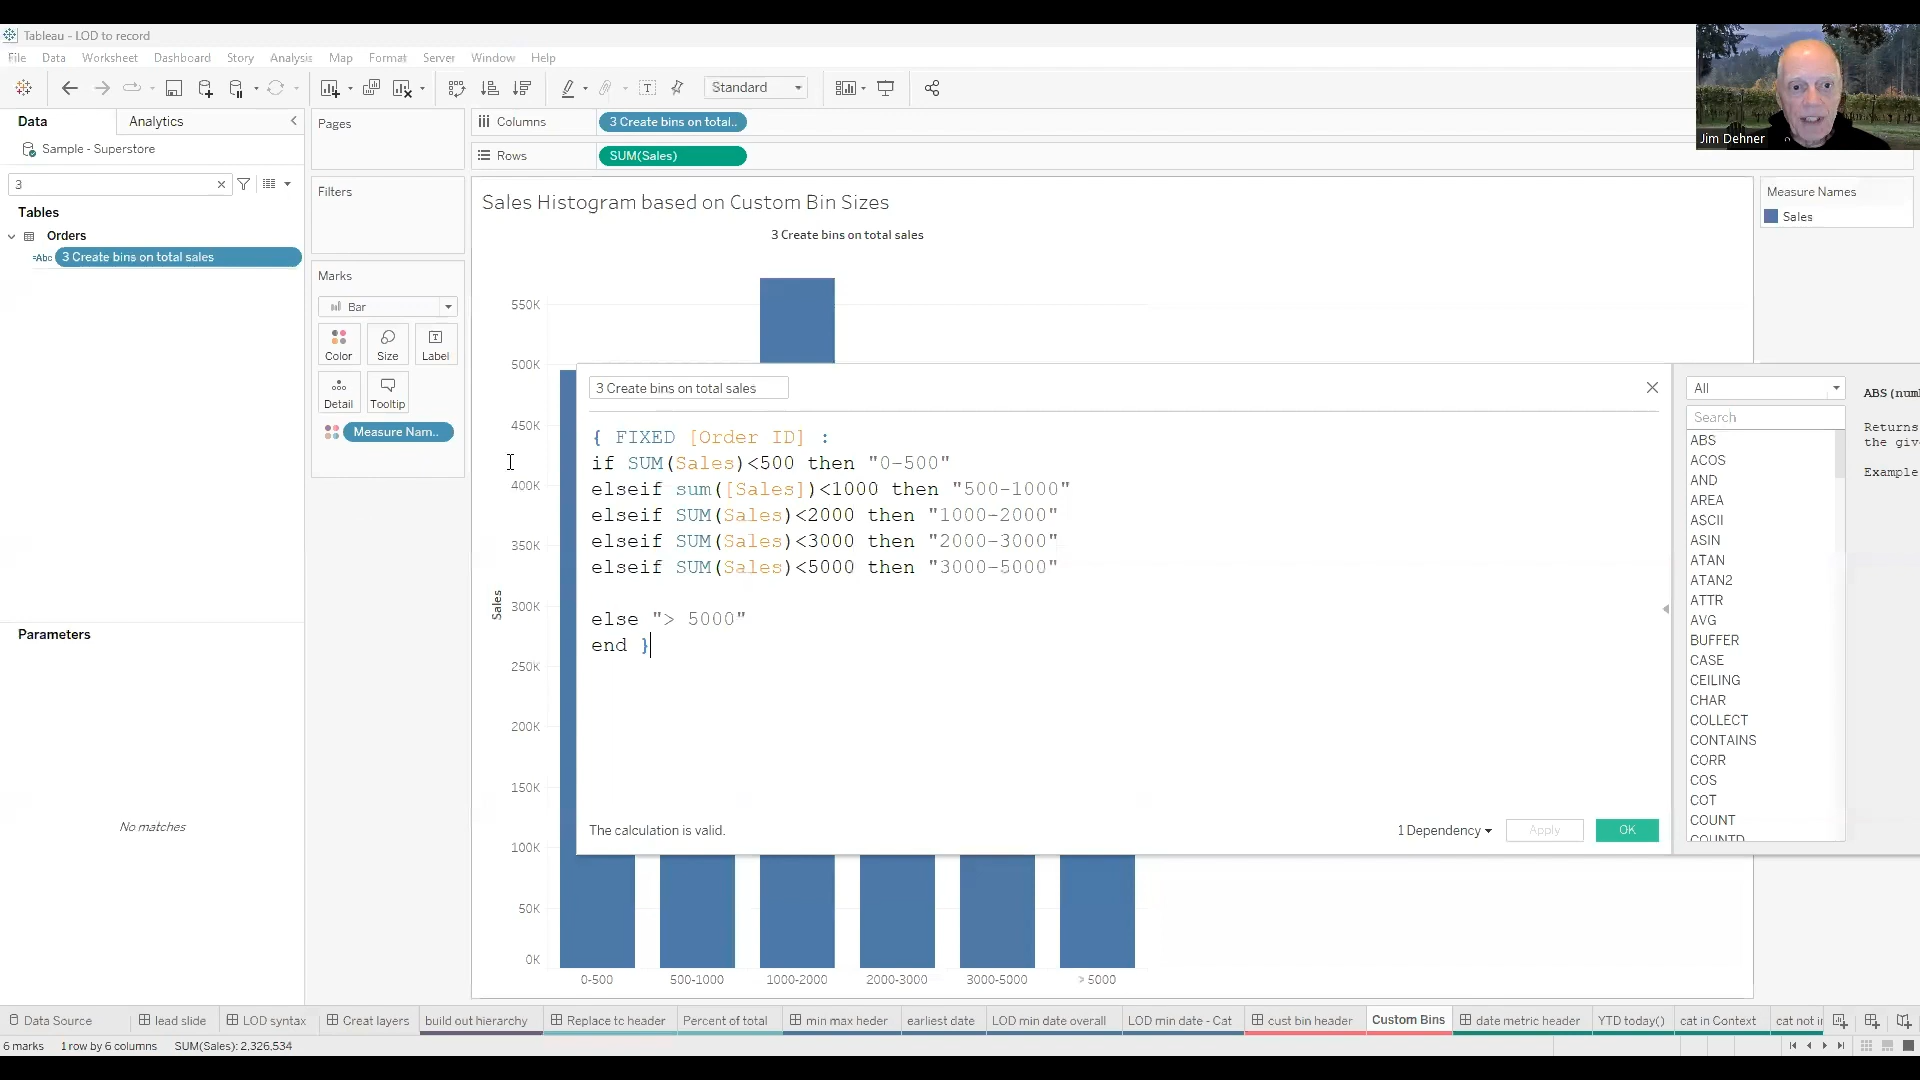 Tableau - LOD to record
File Data Worksheet Dashboard Story Analysis Map Format Server Window Help
Standard
Jim Dehner
Data Analytics
Sample - Superstore
3
Tables
Orders
=Abc 3 Create bins on total sales
Parameters
No matches
Pages
Filters
Marks
Bar
Color Size Label
Detail Tooltip
Measure Nam..
Columns 3 Create bins on total..
Rows SUM(Sales)
Sales Histogram based on Custom Bin Sizes
3 Create bins on total sales
Sales
550K
500K
450K
400K
350K
300K
250K
200K
150K
100K
50K
0K
0-500 500-1000 1000-2000 2000-3000 3000-5000 > 5000
Measure Names
Sales
3 Create bins on total sales
{ FIXED [Order ID] :
if SUM(Sales)<500 then "0-500"
elseif sum([Sales])<1000 then "500-1000"
elseif SUM(Sales)<2000 then "1000-2000"
elseif SUM(Sales)<3000 then "2000-3000"
elseif SUM(Sales)<5000 then "3000-5000"
else "> 5000"
end }
The calculation is valid.
1 Dependency Apply OK
All
Search
ABS
ACOS
AND
AREA
ASCII
ASIN
ATAN
ATAN2
ATTR
AVG
BUFFER
CASE
CEILING
CHAR
COLLECT
CONTAINS
CORR
COS
COT
COUNT
COUNTD
ABS(num
Returns
the giv
Example
Data Source lead slide LOD syntax Creat layers build out hierarchy Replace tc header Percent of total min max heder earliest date LOD min date overall LOD min date - Cat cust bin header Custom Bins date metric header YTD today() cat in Context cat not i
6 marks 1 row by 6 columns SUM(Sales): 2,326,534